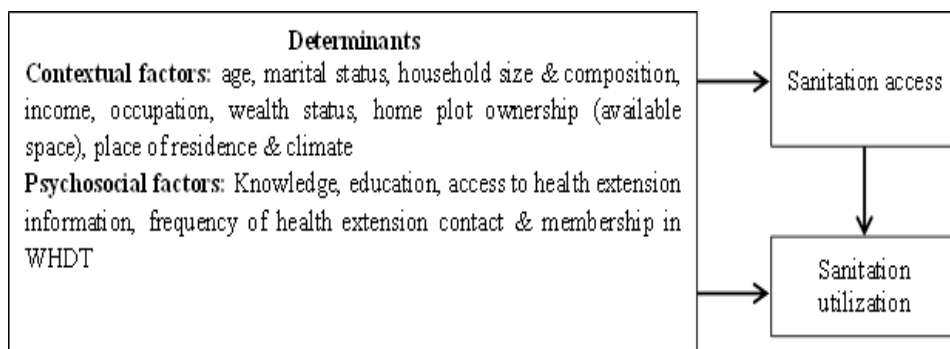 Determinants
Contextual factors: age, marital status, household size & composition,
income, occupation, wealth status, home plot ownership (available
space), place of residence & climate
Psychosocial factors: Knowledge, education, access to health extension
information, frequency of health extension contact & membership in
WHDT
Sanitation access
Sanitation
utilization